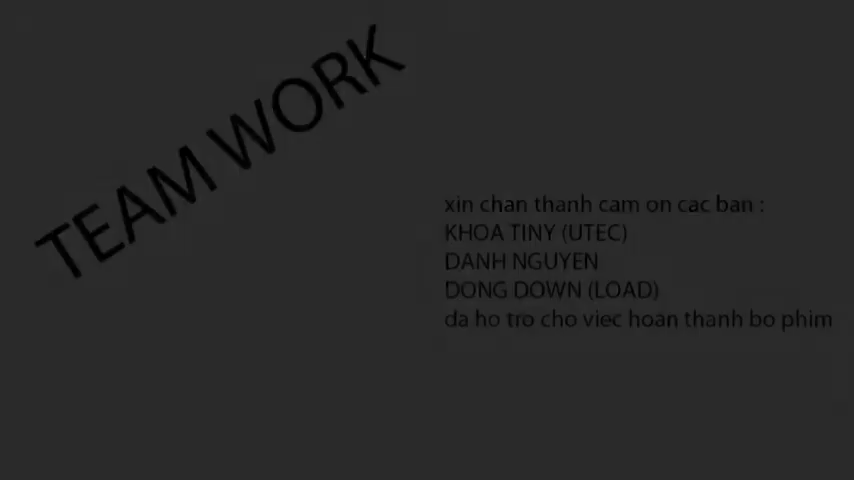 TEAM WORK
xin chan thanh cam on cac ban :
KHOA TINY (UTEC)
DANH NGUYEN
DONG DOWN (LOAD)
da ho tro cho viec hoan thanh bo phim